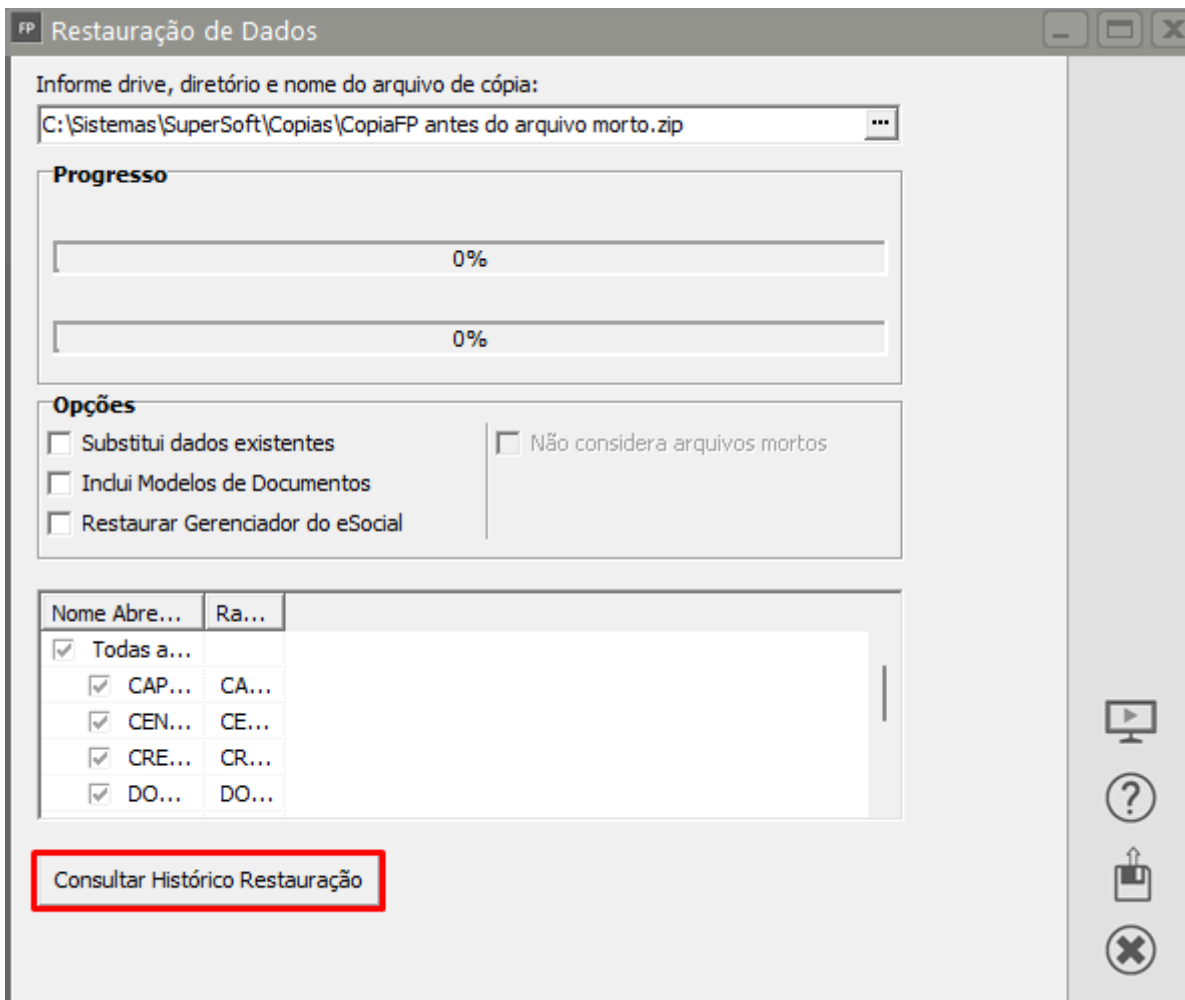 FP Restauração de Dados
Informe drive, diretório e nome do arquivo de cópia:
C:\Sistemas\SuperSoft\Copias\CopiaFP antes do arquivo morto.zip ...
Progresso
0%
0%
Opções
Substitui dados existentes Não considera arquivos mortos
Inclui Modelos de Documentos
Restaurar Gerenciador do eSocial
Nome Abre... Ra...
Todas a...
CAP... CA...
CEN... CE...
CRE... CR...
DO... DO...
Consultar Histórico Restauração